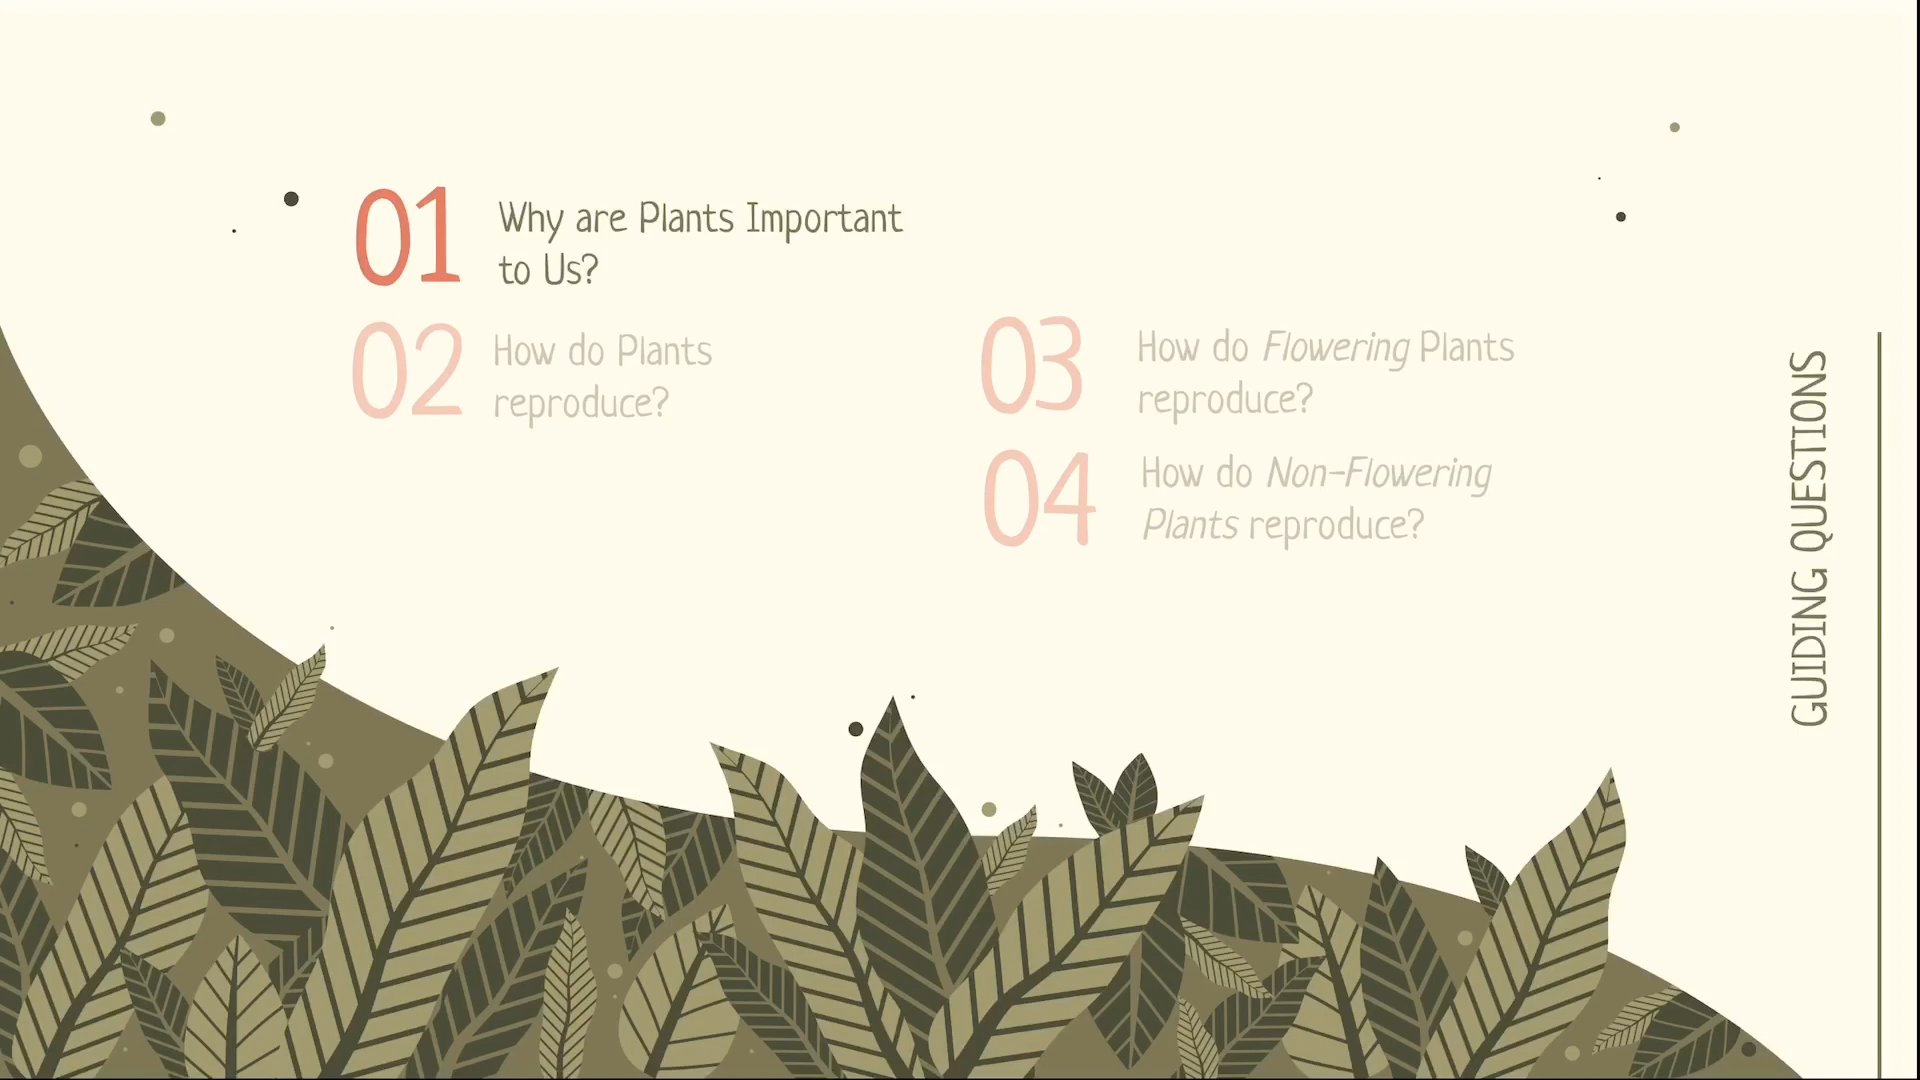 01
Why are Plants Important
to Us?
02
How do Plants
reproduce?
03
How do Flowering Plants
reproduce?
04
How do Non-Flowering
Plants reproduce?
GUIDING QUESTIONS